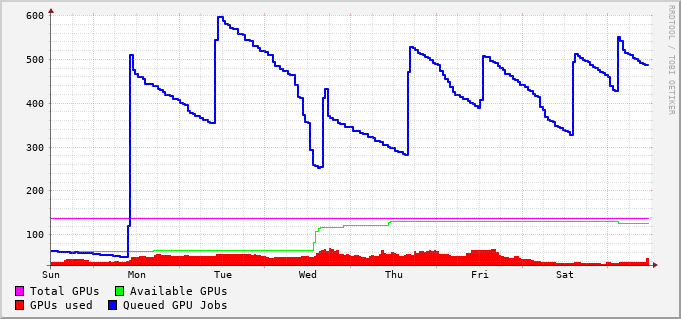 600
500
400
300
200
100
Sun Mon Tue Wed Thu Fri Sat
Total GPUs Available GPUs
GPUs used Queued GPU Jobs
RRDTOOL / TOBI OETIKER